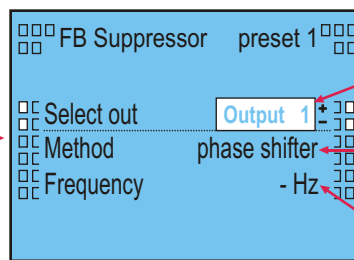 FB Suppressor preset 1
Select out Output 1 + -
Method phase shifter
Frequency - Hz